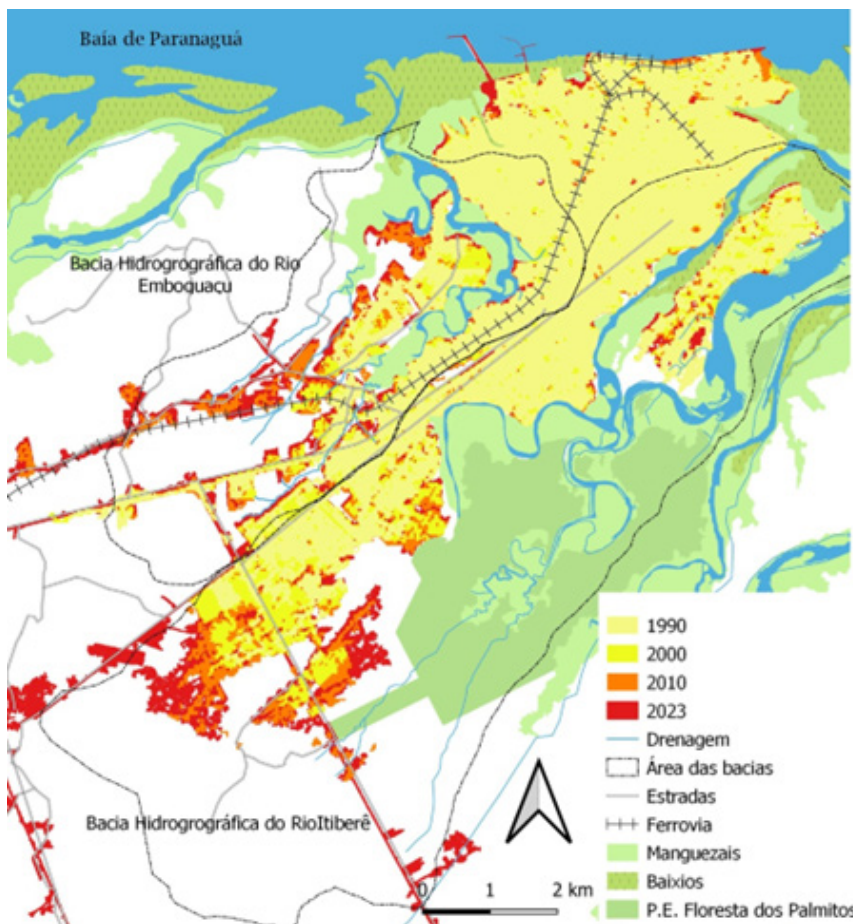 Baía de Paranaguá
Bacia Hidrogrográfica do Rio
Emboguaçu
1990
2000
2010
2023
Drenagem
Área das bacias
Estradas
Ferrovia
Manguezais
Baixios
P.E. Floresta dos Palmitos
Bacia Hidrogrográfica do RioItiberê
0 1 2 km